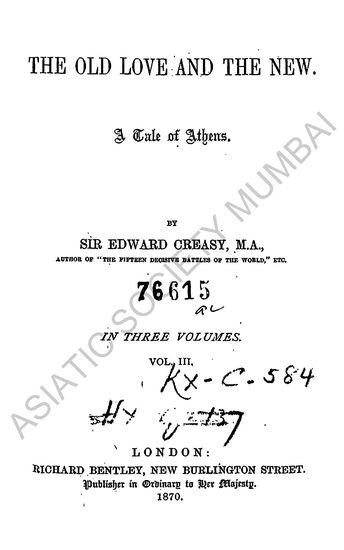 THE OLD LOVE AND THE NEW.
A Tale of Athens.
BY
SIR EDWARD CREASY, M.A.,
AUTHOR OF "THE FIFTEEN DECISIVE BATTLES OF THE WORLD," ETC.
76615
IN THREE VOLUMES.
VOL. III.
Kx-C.584
LONDON:
RICHARD BENTLEY, NEW BURLINGTON STREET.
Publisher in Ordinary to Her Majesty.
1870.
ASIATIC SOCIETY MUMBAI